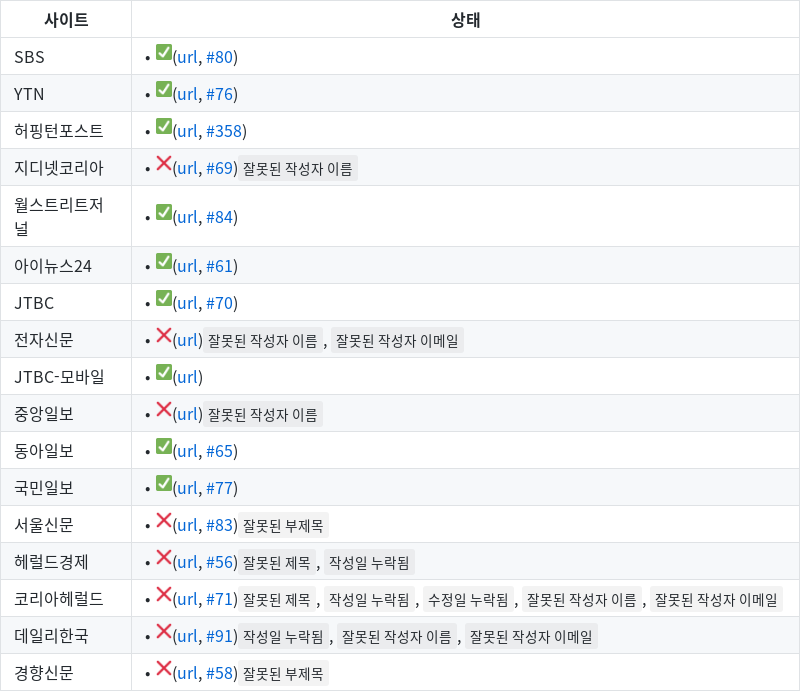 사이트 상태
SBS • ✅(url, #80)
YTN • ✅(url, #76)
허핑턴포스트 • ✅(url, #358)
지디넷코리아 • ❌(url, #69) 잘못된 작성자 이름
월스트리트저
널 • ✅(url, #84)
아이뉴스24 • ✅(url, #61)
JTBC • ✅(url, #70)
전자신문 • ❌(url) 잘못된 작성자 이름 , 잘못된 작성자 이메일
JTBC-모바일 • ✅(url)
중앙일보 • ❌(url) 잘못된 작성자 이름
동아일보 • ✅(url, #65)
국민일보 • ✅(url, #77)
서울신문 • ❌(url, #83) 잘못된 부제목
헤럴드경제 • ❌(url, #56) 잘못된 제목 , 작성일 누락됨
코리아헤럴드 • ❌(url, #71) 잘못된 제목 , 작성일 누락됨 , 수정일 누락됨 , 잘못된 작성자 이름 , 잘못된 작성자 이메일
데일리한국 • ❌(url, #91) 작성일 누락됨 , 잘못된 작성자 이름 , 잘못된 작성자 이메일
경향신문 • ❌(url, #58) 잘못된 부제목